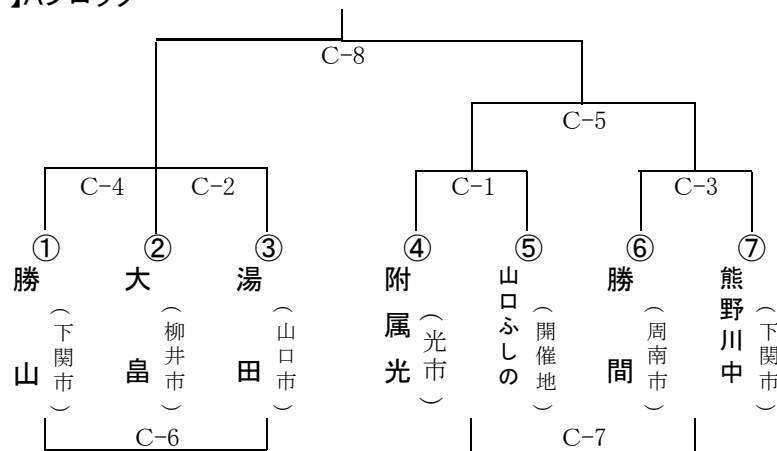 】パンロック
C-8
C-5
C-4
C-2
C-1
C-3
①
②
③
④
⑤
⑥
⑦
勝山
(下関市)
大畠
(柳井市)
湯田
(山口市)
附属光
(光市)
山口ふしの
(開催地)
勝間
(周南市)
熊野川中
(下関市)
C-6
C-7